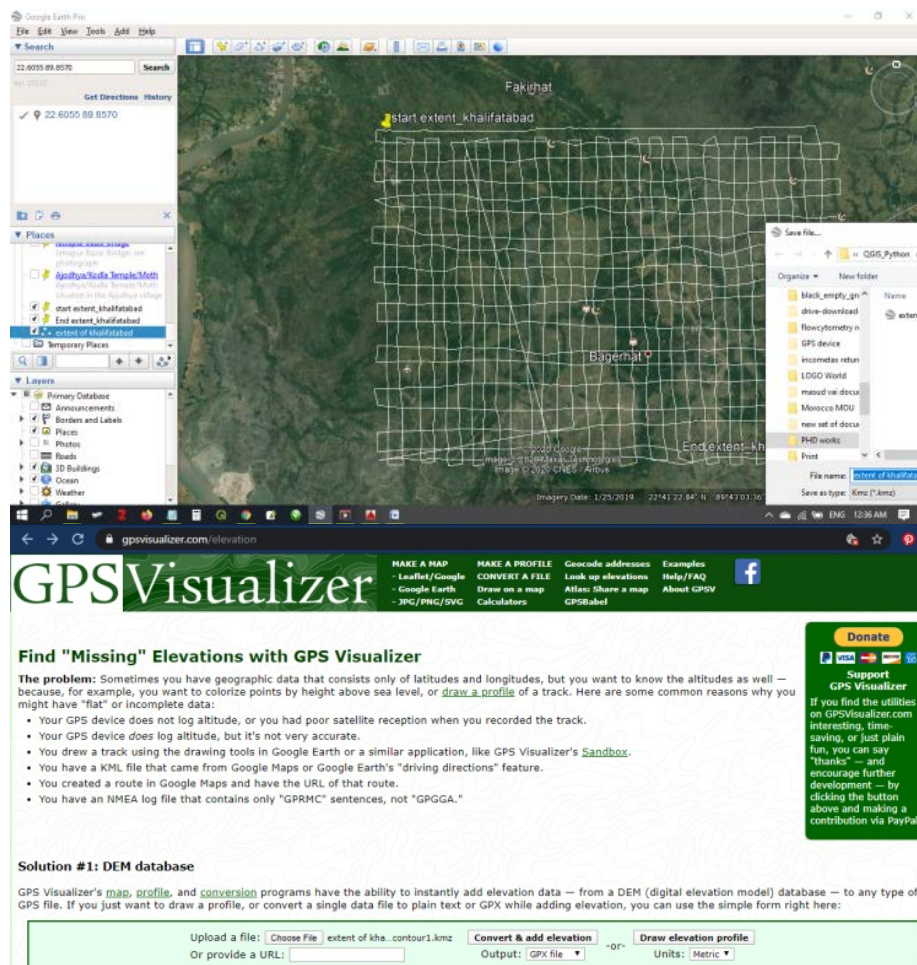 Google Earth Pro
File Edit View Tools Add Help
Search
22.6055 89.8570 Search
Get Directions History
22.6055 89.8570
Places
Ajodhya/Kodla Temple/Moth
situated in the Ajodhya village
start extent_khalifatabad
End extent_khalifatabad
extent of khalifatabad
Temporary Places
Layers
Primary Database
Announcements
Borders and Labels
Places
Photos
Roads
3D Buildings
Ocean
Weather
Fakirhat
start extent_khalifatabad
Bagerhat
End extent_kh
Image © 2020 CNES / Airbus
Imagery Date: 1/25/2019
Save file...
QGIS_Python
Organize New folder
Name
black_empty_gri
drive-download
flowcytometry n
GPS device
incometax retun
LOGO World
masud vai docu
Morocco MOU
new set of docu
PHD works
Print
exten
File name: extent of khalifata
Save as type: Kmz (*.kmz)
ENG 12:36 AM
gpsvisualizer.com/elevation
GPSVisualizer
MAKE A MAP
- Leaflet/Google
- Google Earth
- JPG/PNG/SVG
MAKE A PROFILE
CONVERT A FILE
Draw on a map
Calculators
Geocode addresses
Look up elevations
Atlas: Share a map
GPSBabel
Examples
Help/FAQ
About GPSV
Donate
VISA
Support
GPS Visualizer
If you find the utilities
on GPSVisualizer.com
interesting, time-
saving, or just plain
fun, you can say
"thanks" — and
encourage further
development — by
clicking the button
above and making a
contribution via PayPal
Find "Missing" Elevations with GPS Visualizer
The problem: Sometimes you have geographic data that consists only of latitudes and longitudes, but you want to know the altitudes as well —
because, for example, you want to colorize points by height above sea level, or draw a profile of a track. Here are some common reasons why you
might have "flat" or incomplete data:
• Your GPS device does not log altitude, or you had poor satellite reception when you recorded the track.
• Your GPS device does log altitude, but it's not very accurate.
• You drew a track using the drawing tools in Google Earth or a similar application, like GPS Visualizer's Sandbox.
• You have a KML file that came from Google Maps or Google Earth's "driving directions" feature.
• You created a route in Google Maps and have the URL of that route.
• You have an NMEA log file that contains only "GPRMC" sentences, not "GPGGA."
Solution #1: DEM database
GPS Visualizer's map, profile, and conversion programs have the ability to instantly add elevation data — from a DEM (digital elevation model) database — to any type of
GPS file. If you just want to draw a profile, or convert a single data file to plain text or GPX while adding elevation, you can use the simple form right here:
Upload a file: Choose File extent of kha...contour1.kmz Convert & add elevation -or- Draw elevation profile
Or provide a URL: Output: GPX file Units: Metric